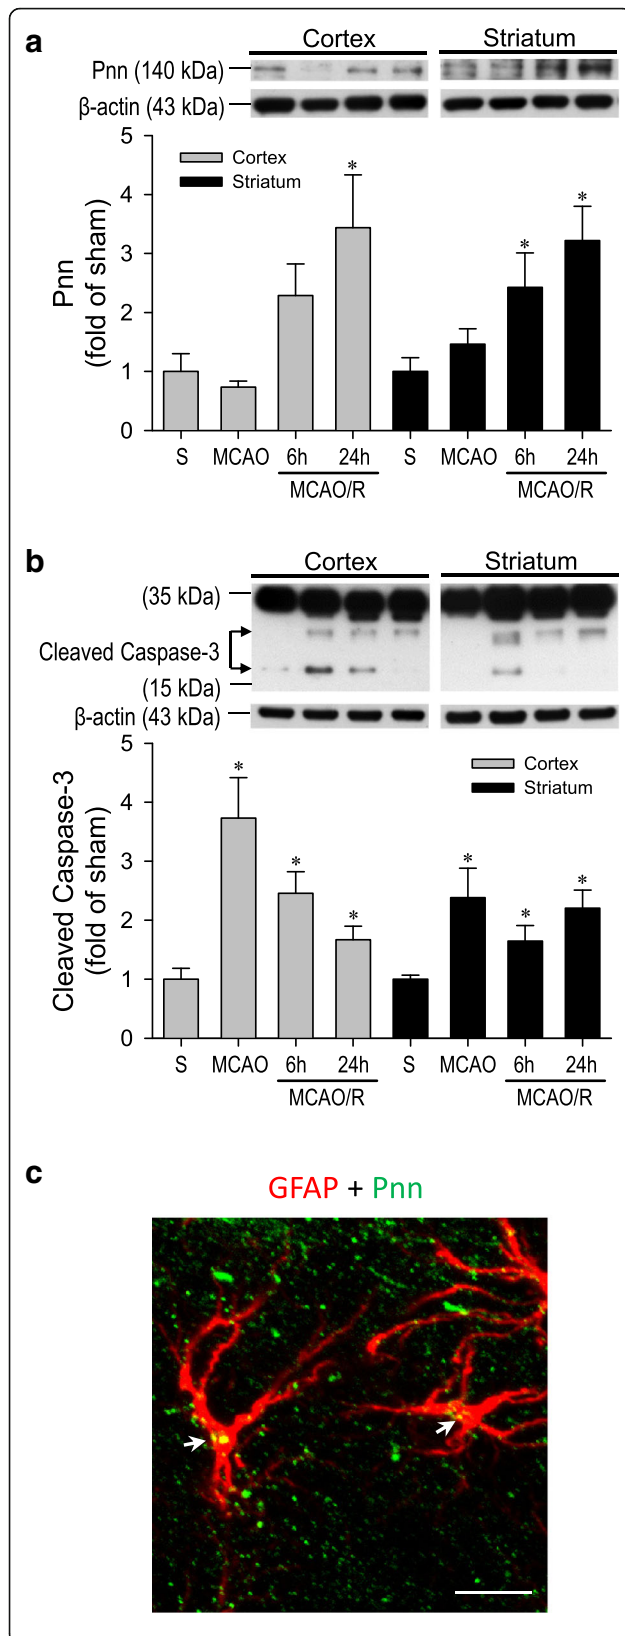 a
Cortex Striatum
Pnn (140 kDa)
β-actin (43 kDa)
5
4
3
2
1
0
Pnn
(fold of sham)
Cortex
Striatum
*
*
*
S MCAO 6h 24h S MCAO 6h 24h
MCAO/R MCAO/R
b
Cortex Striatum
(35 kDa)
Cleaved Caspase-3
(15 kDa)
β-actin (43 kDa)
5
4
3
2
1
0
Cleaved Caspase-3
(fold of sham)
Cortex
Striatum
*
*
*
*
*
*
S MCAO 6h 24h S MCAO 6h 24h
MCAO/R MCAO/R
c
GFAP + Pnn